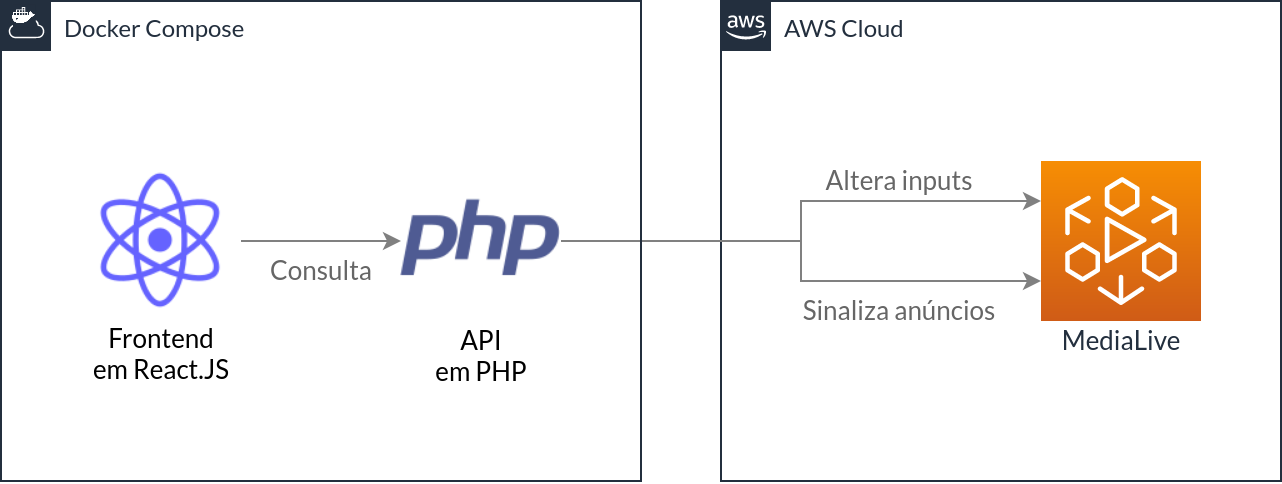 Docker Compose
aws
AWS Cloud
Altera inputs
php
Consulta
Sinaliza anúncios
Frontend
em React.JS
API
em PHP
MediaLive